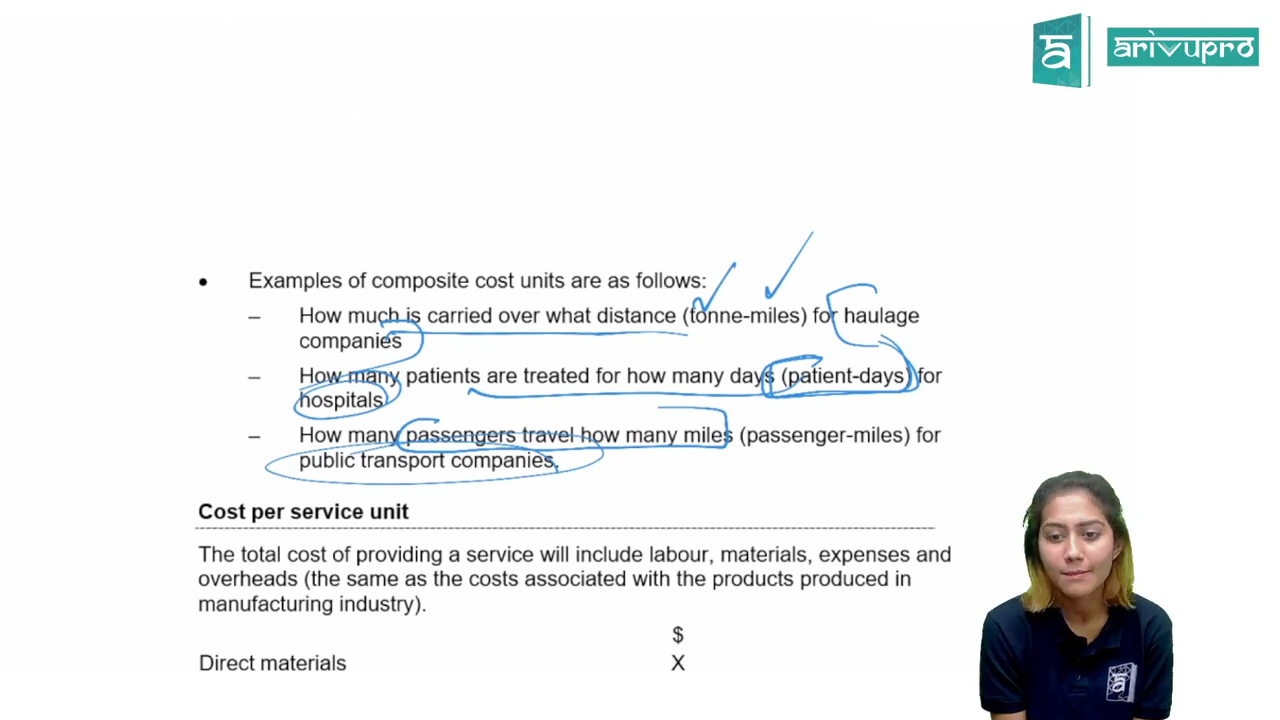 arivupro
Examples of composite cost units are as follows:
– How much is carried over what distance (tonne-miles) for haulage
companies
– How many patients are treated for how many days (patient-days) for
hospitals
– How many passengers travel how many miles (passenger-miles) for
public transport companies.
Cost per service unit
The total cost of providing a service will include labour, materials, expenses and
overheads (the same as the costs associated with the products produced in
manufacturing industry).
$
Direct materials X